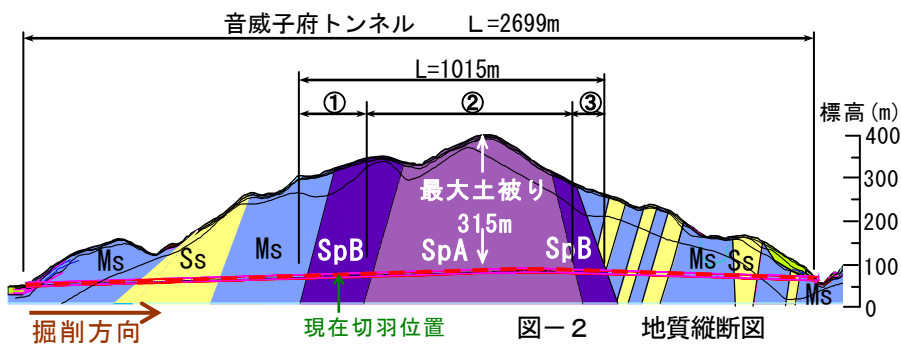 音威子府トンネル L=2699m
L=1015m
① ② ③
標高(m)
400
300
200
100
0
最大土被り
315m
Ms Ss Ms SpB SpA SpB Ms Ss Ms
掘削方向
現在切羽位置
図－2 地質縦断図